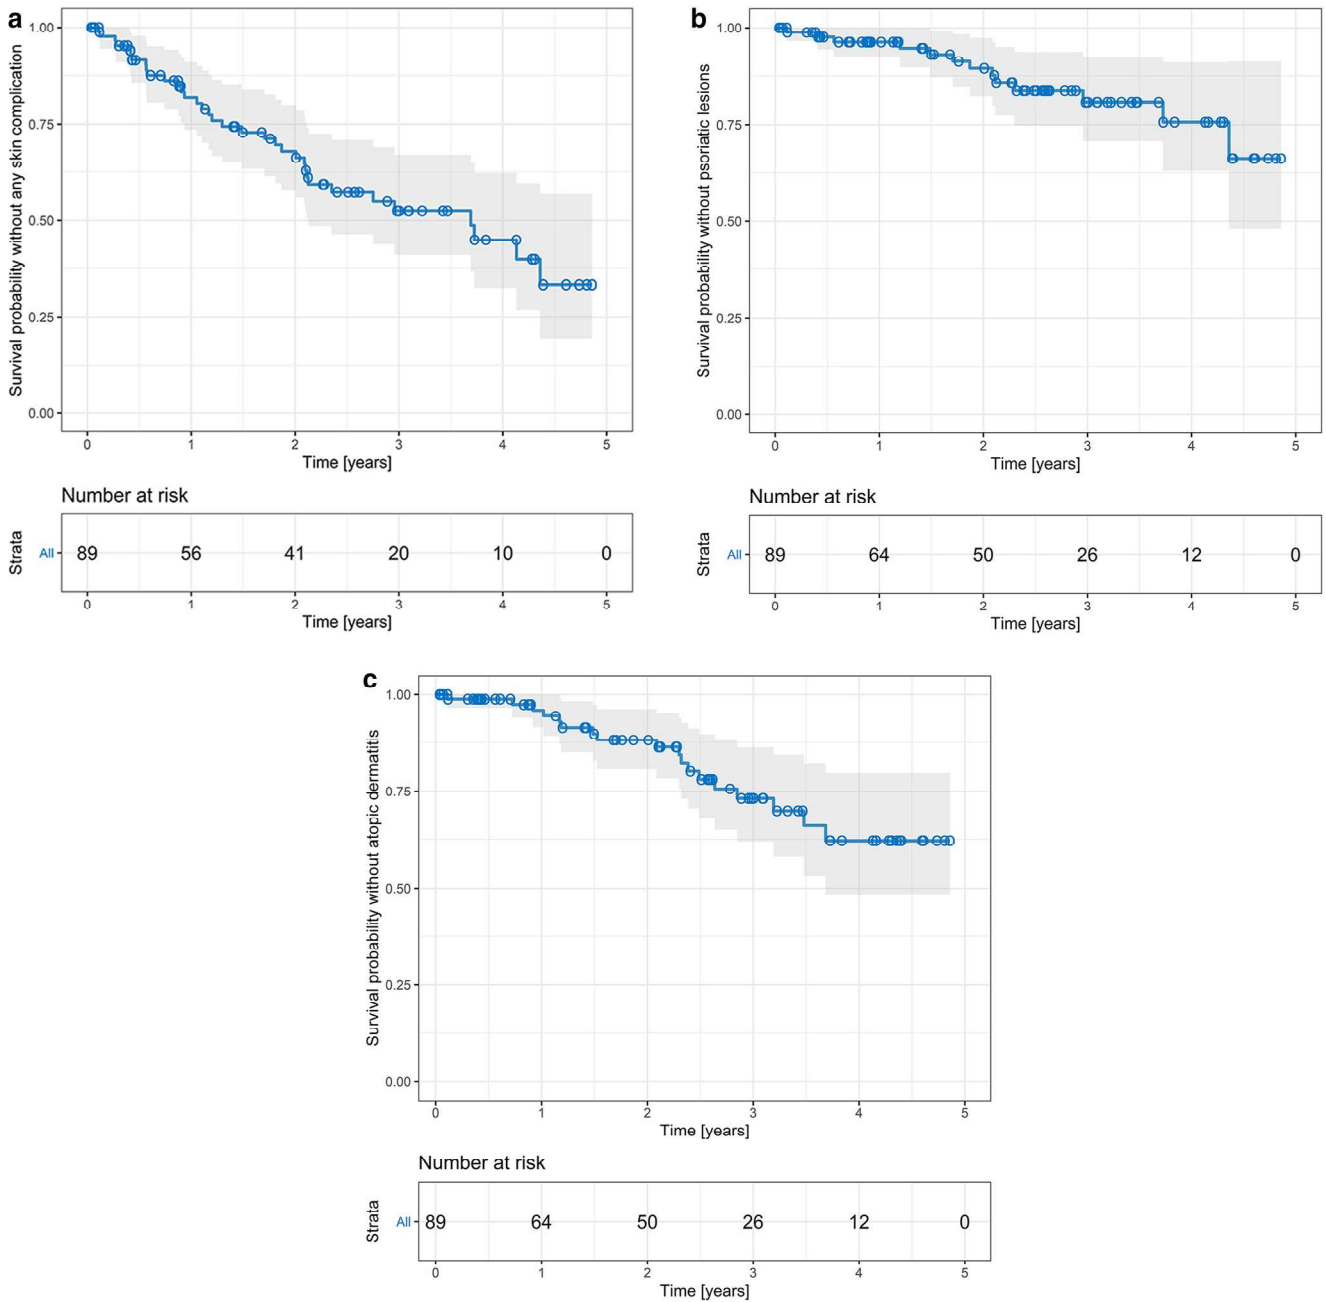 a
Survival probability without any skin complication
1.00
0.75
0.50
0.25
0.00
0 1 2 3 4 5
Time [years]
Number at risk
Strata
All 89 56 41 20 10 0
0 1 2 3 4 5
Time [years]
b
Survival probability without psoriatic lesions
1.00
0.75
0.50
0.25
0.00
0 1 2 3 4 5
Time [years]
Number at risk
Strata
All 89 64 50 26 12 0
0 1 2 3 4 5
Time [years]
c
Survival probability without atopic dermatitis
1.00
0.75
0.50
0.25
0.00
0 1 2 3 4 5
Time [years]
Number at risk
Strata
All 89 64 50 26 12 0
0 1 2 3 4 5
Time [years]